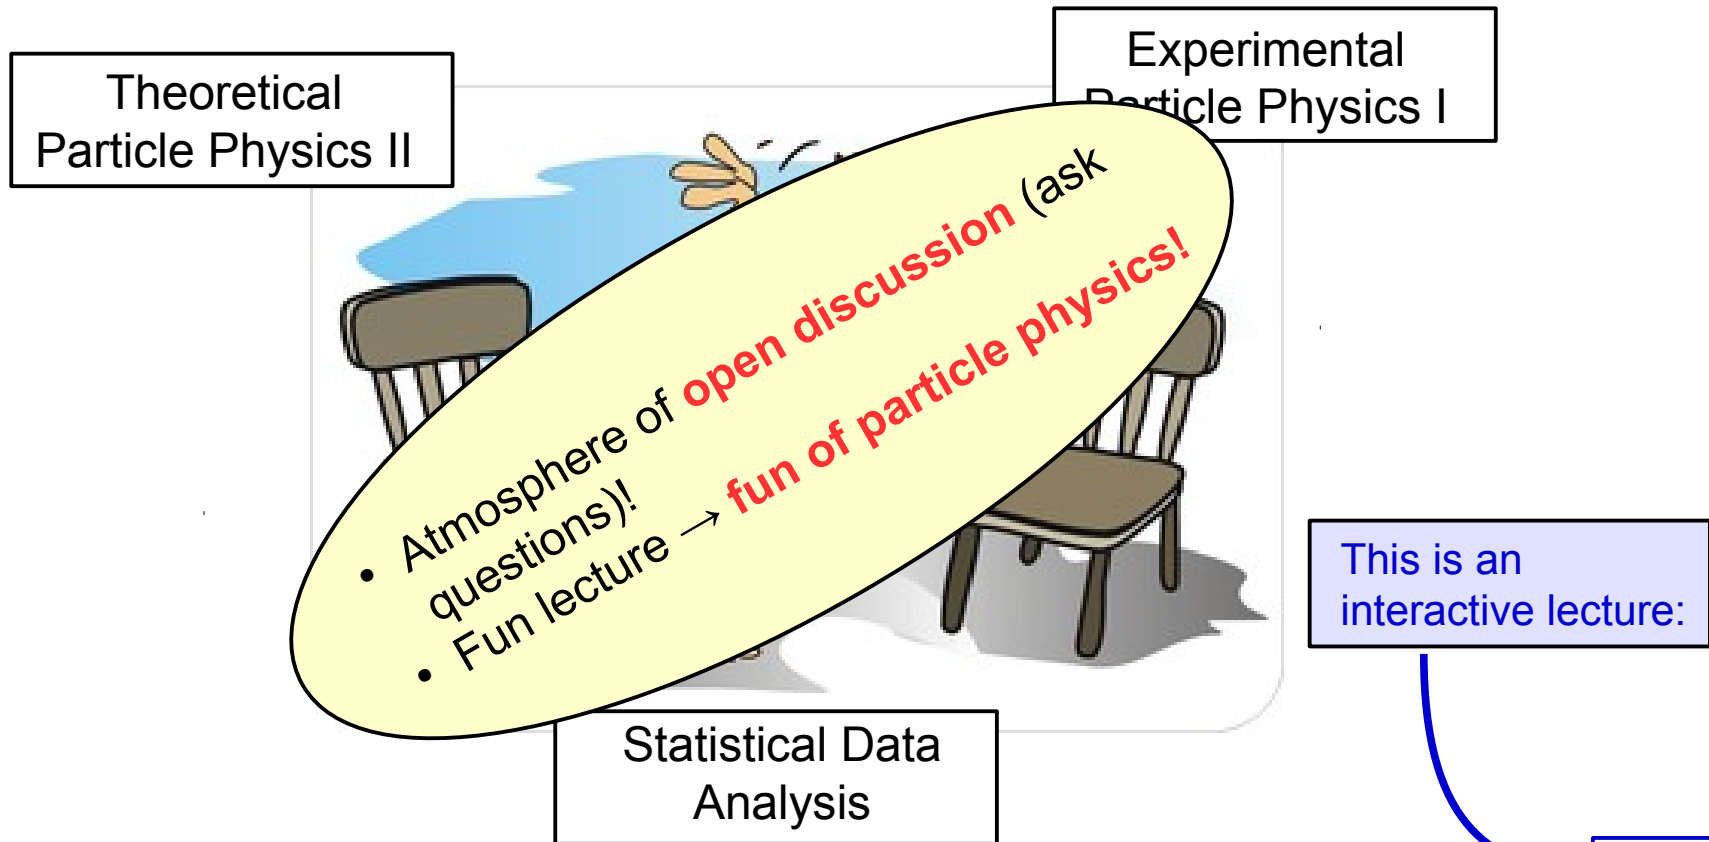 Experimental
Particle Physics I
Theoretical
Particle Physics II
• Atmosphere of open discussion (ask
questions)!
• Fun lecture → fun of particle physics!
This is an
interactive lecture:
Statistical Data
Analysis